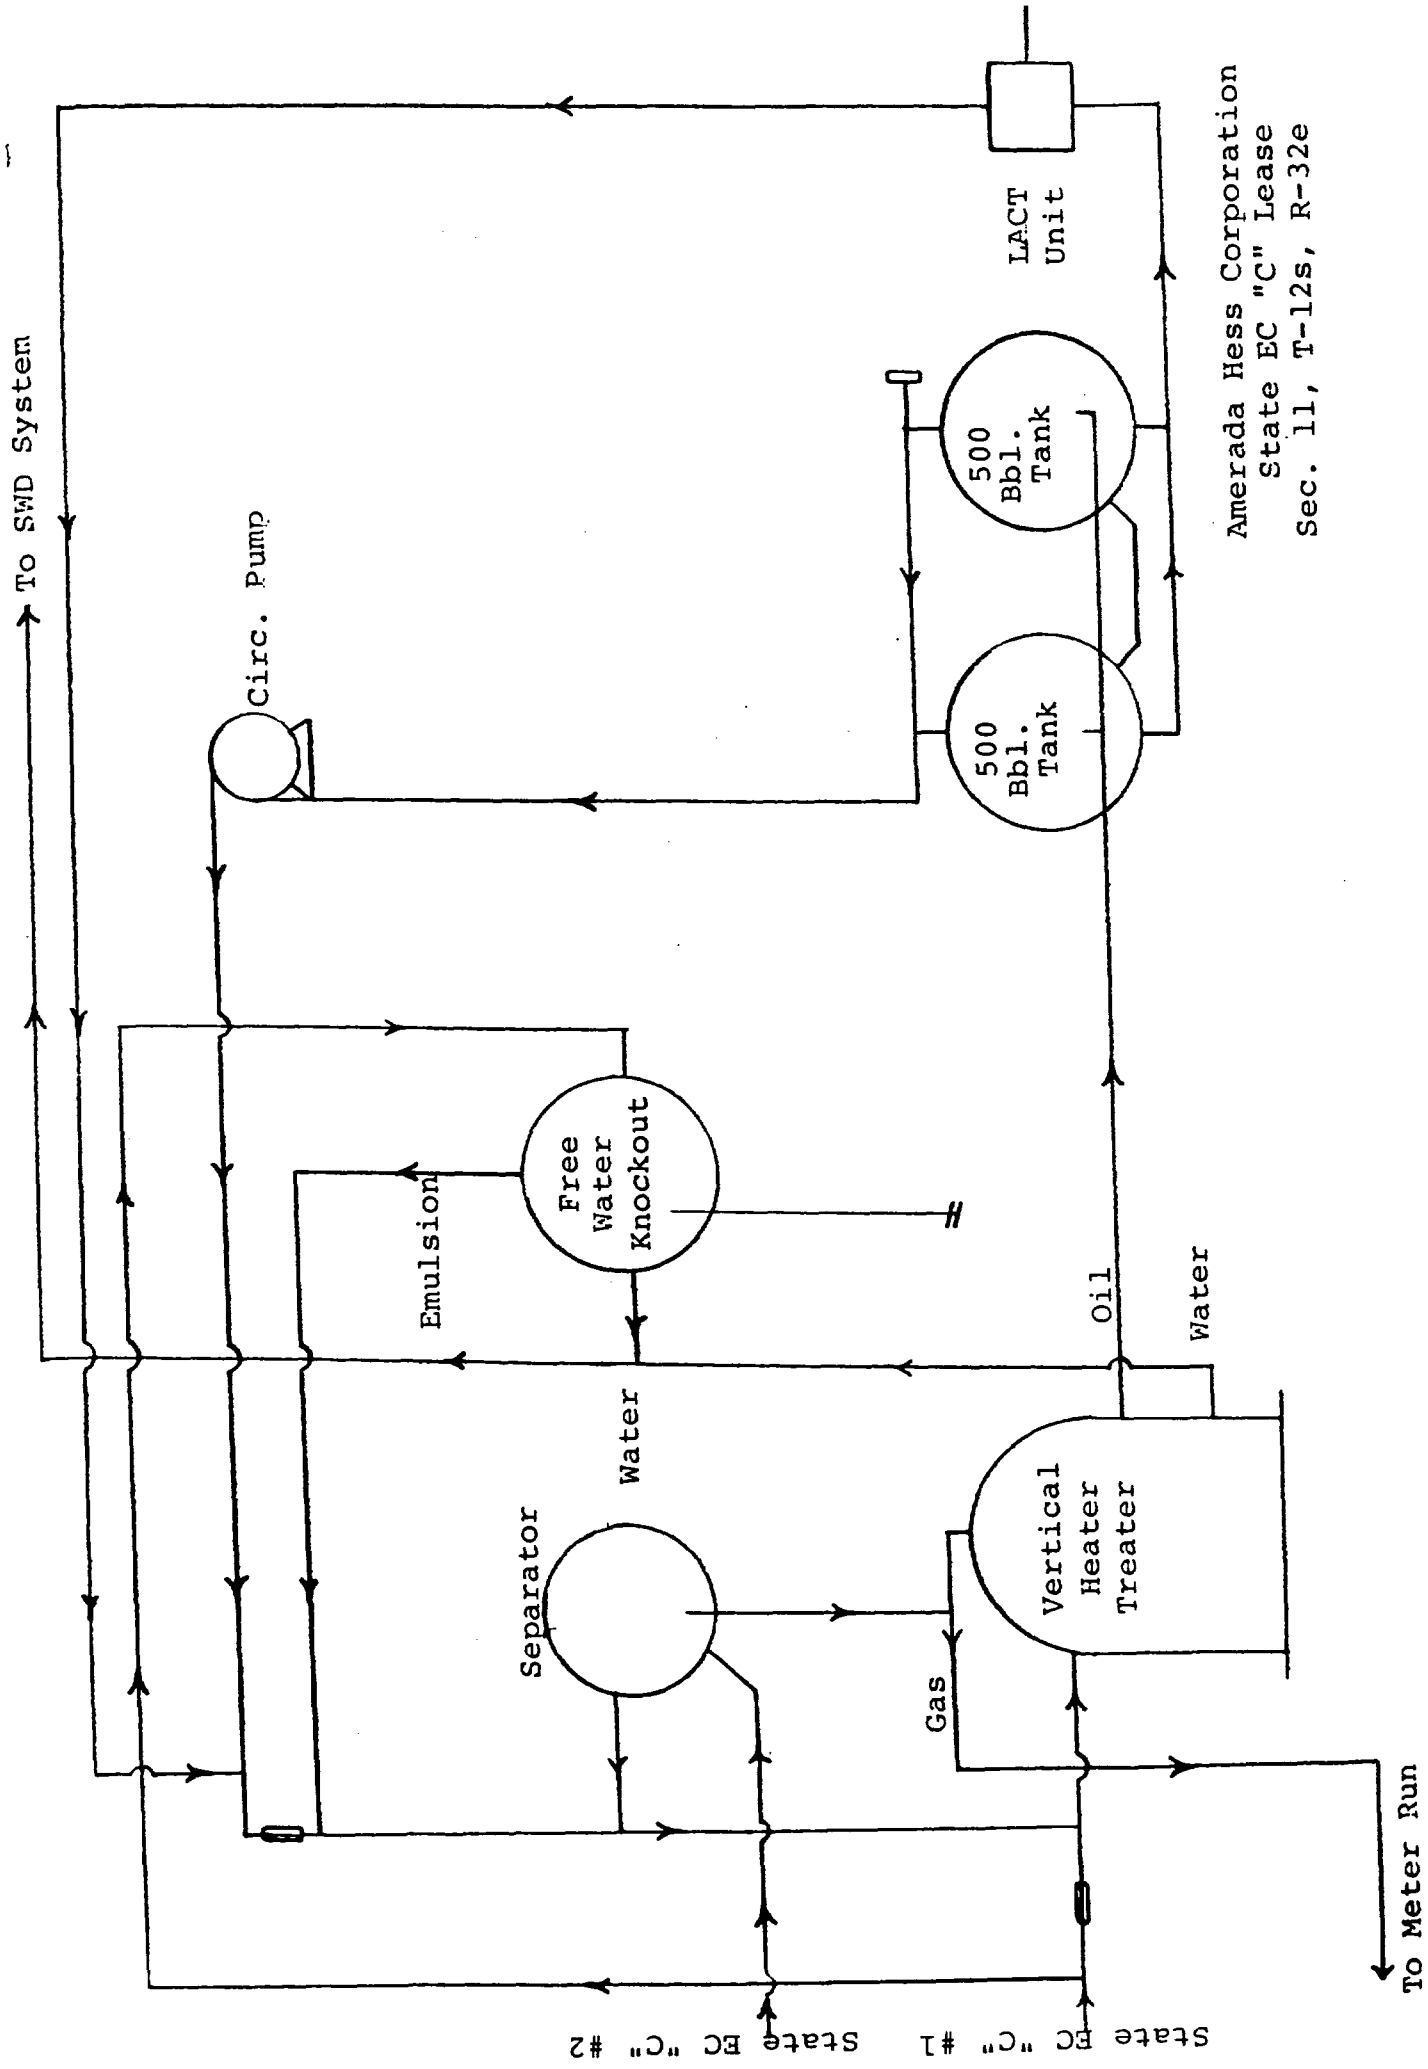 To SWD System
Circ. Pump
LACT
Unit
500
Bbl.
Tank
500
Bbl.
Tank
Free
Water
Knockout
Emulsion
Water
Separator
Oil
Water
Vertical
Heater
Treater
Gas
State EC "C" #2
State EC "C" #1
To Meter Run
Amerada Hess Corporation
State EC "C" Lease
Sec. 11, T-12s, R-32e